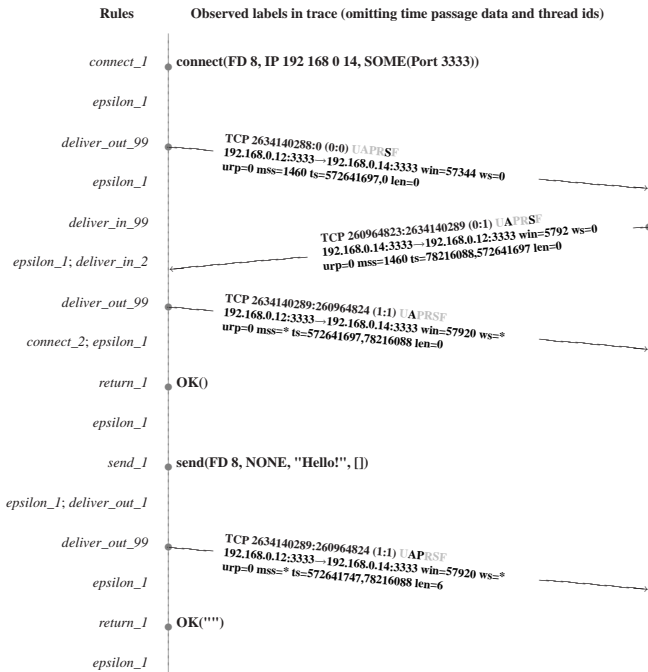 Rules Observed labels in trace (omitting time passage data and thread ids)
connect_1 connect(FD 8, IP 192 168 0 14, SOME(Port 3333))
epsilon_1
deliver_out_99 TCP 2634140288:0 (0:0) UAPRSF
192.168.0.12:3333→192.168.0.14:3333 win=57344 ws=0
urp=0 mss=1460 ts=572641697,0 len=0
epsilon_1
deliver_in_99 TCP 260964823:2634140289 (0:1) UAPRSF
192.168.0.14:3333→192.168.0.12:3333 win=5792 ws=0
urp=0 mss=1460 ts=78216088,572641697 len=0
epsilon_1; deliver_in_2
deliver_out_99 TCP 2634140289:260964824 (1:1) UAPRSF
192.168.0.12:3333→192.168.0.14:3333 win=57920 ws=*
urp=0 mss=* ts=572641697,78216088 len=0
connect_2; epsilon_1
return_1 OK()
epsilon_1
send_1 send(FD 8, NONE, "Hello!", [])
epsilon_1; deliver_out_1
deliver_out_99 TCP 2634140289:260964824 (1:1) UAPRSF
192.168.0.12:3333→192.168.0.14:3333 win=57920 ws=*
urp=0 mss=* ts=572641747,78216088 len=6
epsilon_1
return_1 OK("")
epsilon_1